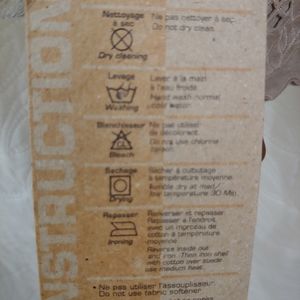 INSTRUCTION
Nettoyage
à sec
Dry cleaning
Ne pas nettoyer à sec.
Do not dry clean.
Lavage
Washing
Laver à la main
à l'eau froide
Hand wash normal
cold water.
Blanchisseur
CL
Bleach
Ne pas utiliser
de décolorant.
Do not use chlorine
Sechage
Drying
Sécher à culbutage
à température moyenne.
Tumble dry at med/
low temperature 30 Min.
Repasser
Ironing
Renverser et repasser
Repasser à l'endroit,
avec un morceau de
coton à température
moyenne
Reverse inside out
and iron. Then iron shell
with cotton over suede
use medium heat.
• Ne pas utiliser l'assouplisseur.
Do not use fabric softener